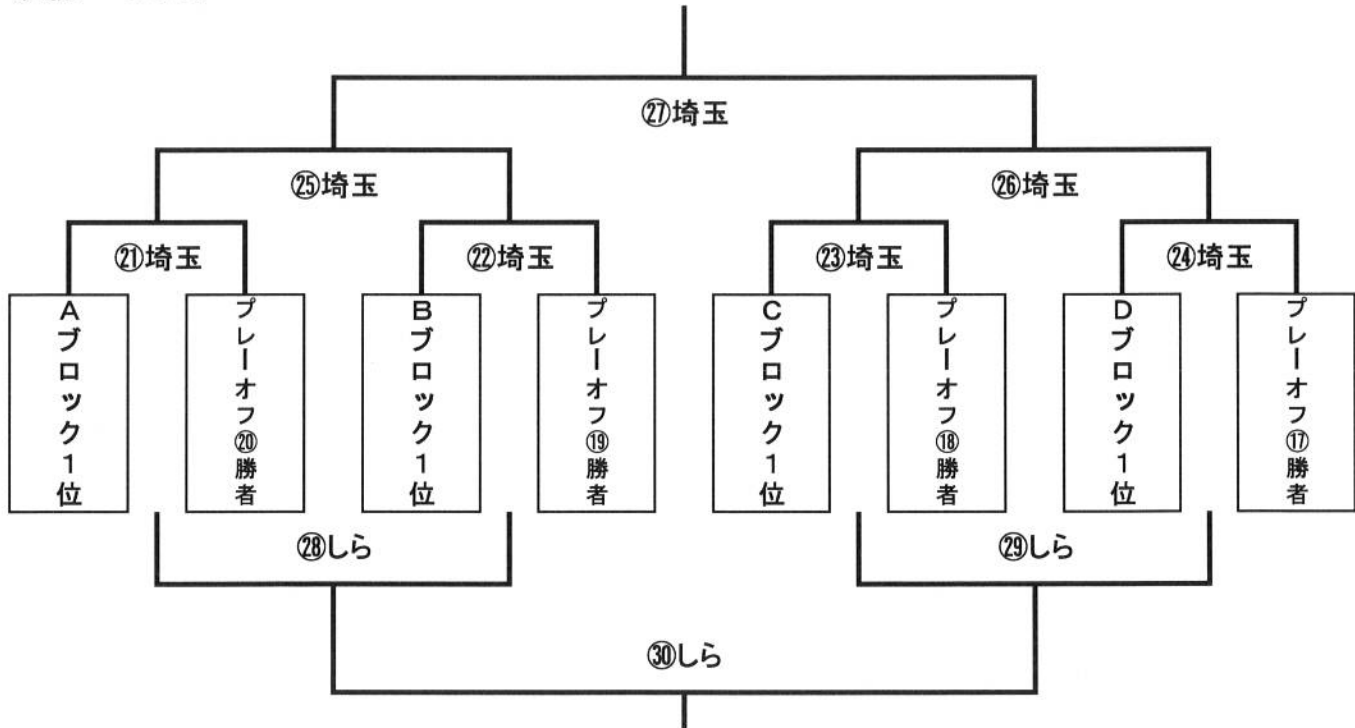 ㉗埼玉
㉕埼玉
㉖埼玉
㉑埼玉
㉒埼玉
㉓埼玉
㉔埼玉
Aブロック1位
プレーオフ⑳勝者
Bブロック1位
プレーオフ⑲勝者
Cブロック1位
プレーオフ⑱勝者
Dブロック1位
プレーオフ⑰勝者
㉘しら
㉙しら
㉚しら